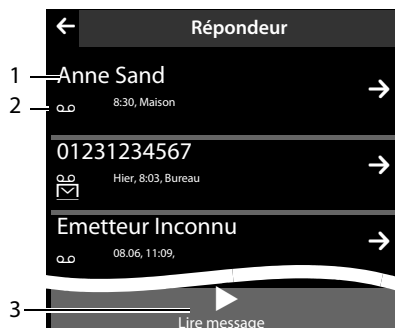 Répondeur
1 Anne Sand
2 8:30, Maison
01231234567
Hier, 8:03, Bureau
Emetteur Inconnu
08.06, 11:09,
3
Lire message